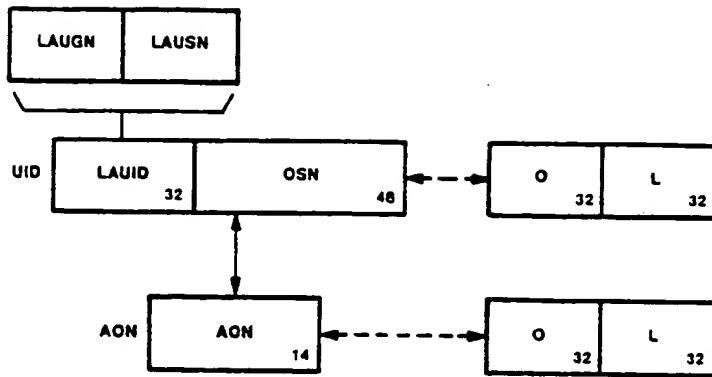 LAUGN LAUSN
UID LAUID 32 OSN 48 O 32 L 32
AON AON 14 O 32 L 32